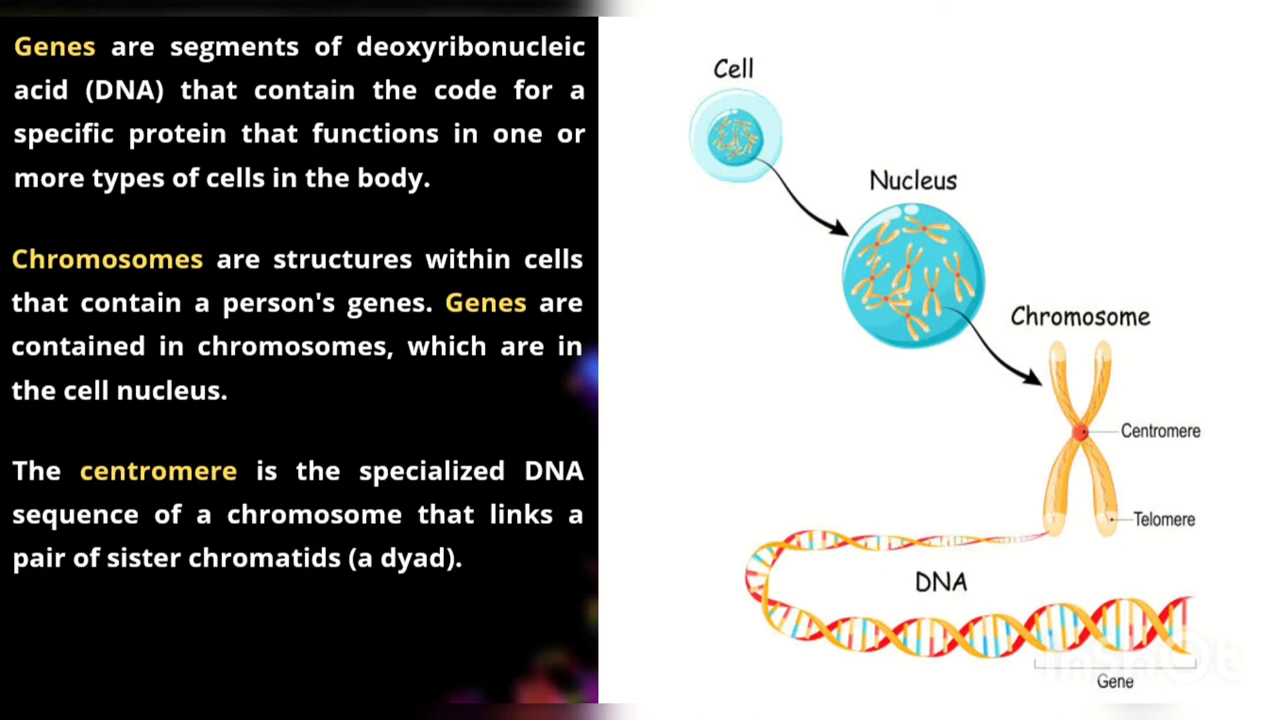 Genes are segments of deoxyribonucleic
acid (DNA) that contain the code for a
specific protein that functions in one or
more types of cells in the body.
Chromosomes are structures within cells
that contain a person's genes. Genes are
contained in chromosomes, which are in
the cell nucleus.
The centromere is the specialized DNA
sequence of a chromosome that links a
pair of sister chromatids (a dyad).
Cell
Nucleus
Chromosome
Centromere
Telomere
DNA
Gene
InShOt